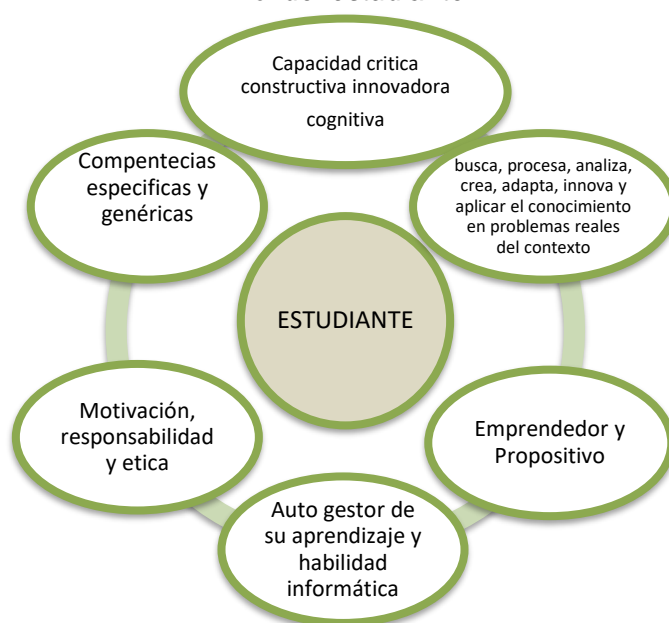 Capacidad critica
constructiva innovadora
cognitiva
busca, procesa, analiza,
crea, adapta, innova y
aplicar el conocimiento
en problemas reales
del contexto
Emprendedor y
Propositivo
Auto gestor de
su aprendizaje y
habilidad
informática
Motivación,
responsabilidad
y etica
Compentecias
especificas y
genéricas
ESTUDIANTE